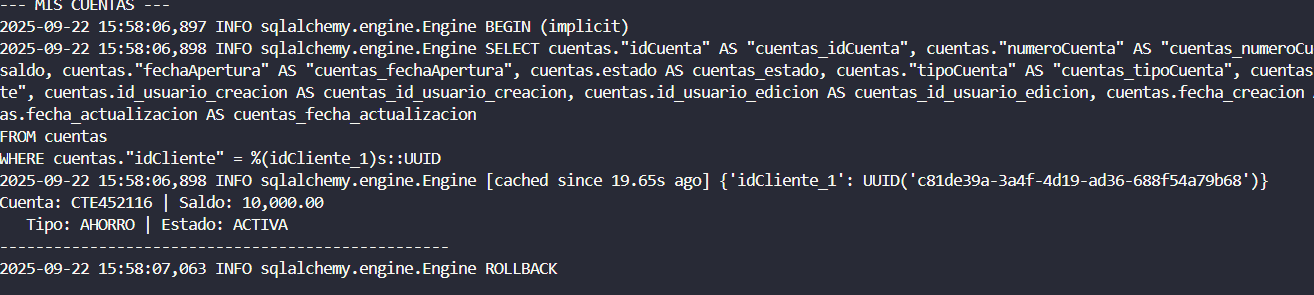 --- MIS CUENTAS ---
2025-09-22 15:58:06,897 INFO sqlalchemy.engine.Engine BEGIN (implicit)
2025-09-22 15:58:06,898 INFO sqlalchemy.engine.Engine SELECT cuentas."idCuenta" AS "cuentas_idCuenta", cuentas."numeroCuenta" AS "cuentas_numeroCu
saldo, cuentas."fechaApertura" AS "cuentas_fechaApertura", cuentas.estado AS cuentas_estado, cuentas."tipoCuenta" AS "cuentas_tipoCuenta", cuentas
te", cuentas.id_usuario_creacion AS cuentas_id_usuario_creacion, cuentas.id_usuario_edicion AS cuentas_id_usuario_edicion, cuentas.fecha_creacion
as.fecha_actualizacion AS cuentas_fecha_actualizacion
FROM cuentas
WHERE cuentas."idCliente" = %(idCliente_1)s::UUID
2025-09-22 15:58:06,898 INFO sqlalchemy.engine.Engine [cached since 19.65s ago] {'idCliente_1': UUID('c81de39a-3a4f-4d19-ad36-688f54a79b68')}
Cuenta: CTE452116 | Saldo: 10,000.00
   Tipo: AHORRO | Estado: ACTIVA
--------------------------------------------------
2025-09-22 15:58:07,063 INFO sqlalchemy.engine.Engine ROLLBACK